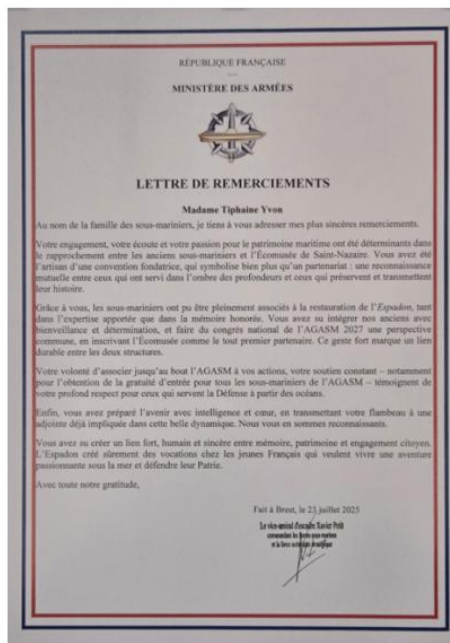 RÉPUBLIQUE FRANÇAISE
MINISTÈRE DES ARMÉES
LETTRE DE REMERCIEMENTS
Madame Tiphaine Yvon
Au nom de la famille des sous-mariniers, je tiens à vous adresser mes plus sincères remerciements.
Votre engagement, votre écoute et votre passion pour le patrimoine maritime ont été déterminants dans
le rapprochement entre les anciens sous-mariniers et l'Écomusée de Saint-Nazaire. Vous avez été
l'artisan d'une convention fondatrice, qui symbolise bien plus qu'un partenariat : une reconnaissance
mutuelle entre ceux qui ont servi dans l'ombre des profondeurs et ceux qui préservent et transmettent
leur histoire.
Grâce à vous, les sous-mariniers ont pu être pleinement associés à la restauration de l'Espadon, tant
dans l'expertise apportée que dans la mémoire honorée. Vous avez su intégrer nos anciens avec
bienveillance et détermination, et faire du congrès national de l'AGASM 2027 une perspective
commune, en inscrivant l'Écomusée comme le tout premier partenaire. Ce geste fort marque un lien
durable entre les deux structures.
Votre volonté d'associer jusqu'au bout l'AGASM à vos actions, votre soutien constant – notamment
pour l'obtention de la gratuité d'entrée pour tous les sous-mariniers de l'AGASM – témoignent de
votre profond respect pour ceux qui servent la Défense à partir des océans.
Enfin, vous avez préparé l'avenir avec intelligence et cœur, en transmettant votre flambeau à une
adjointe déjà impliquée dans cette belle dynamique. Nous vous en sommes reconnaissants.
Vous avez su créer un lien fort, humain et sincère entre mémoire, patrimoine et engagement citoyen.
L'Espadon créé sûrement des vocations chez les jeunes Français qui veulent vivre une aventure
passionnante sous la mer et défendre leur Patrie.
Avec toute notre gratitude,
Fait à Brest, le 23 juillet 2025
Le vice-amiral d'escadre Xavier Petit
commandant les forces sous-marines
et la force océanique stratégique